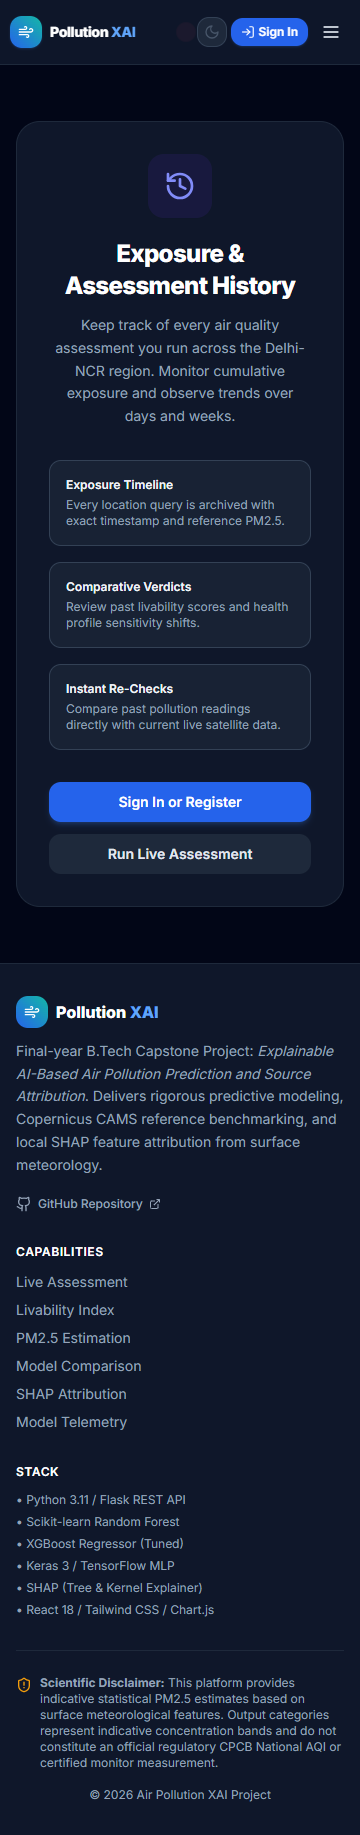 Pollution XAI
Sign In
Exposure &
Assessment History
Keep track of every air quality
assessment you run across the Delhi-
NCR region. Monitor cumulative
exposure and observe trends over
days and weeks.
Exposure Timeline
Every location query is archived with
exact timestamp and reference PM2.5.
Comparative Verdicts
Review past livability scores and health
profile sensitivity shifts.
Instant Re-Checks
Compare past pollution readings
directly with current live satellite data.
Sign In or Register
Run Live Assessment
Pollution XAI
Final-year B.Tech Capstone Project: Explainable
AI-Based Air Pollution Prediction and Source
Attribution. Delivers rigorous predictive modeling,
Copernicus CAMS reference benchmarking, and
local SHAP feature attribution from surface
meteorology.
GitHub Repository
CAPABILITIES
Live Assessment
Livability Index
PM2.5 Estimation
Model Comparison
SHAP Attribution
Model Telemetry
STACK
• Python 3.11 / Flask REST API
• Scikit-learn Random Forest
• XGBoost Regressor (Tuned)
• Keras 3 / TensorFlow MLP
• SHAP (Tree & Kernel Explainer)
• React 18 / Tailwind CSS / Chart.js
Scientific Disclaimer: This platform provides
indicative statistical PM2.5 estimates based on
surface meteorological features. Output categories
represent indicative concentration bands and do not
constitute an official regulatory CPCB National AQI or
certified monitor measurement.
© 2026 Air Pollution XAI Project